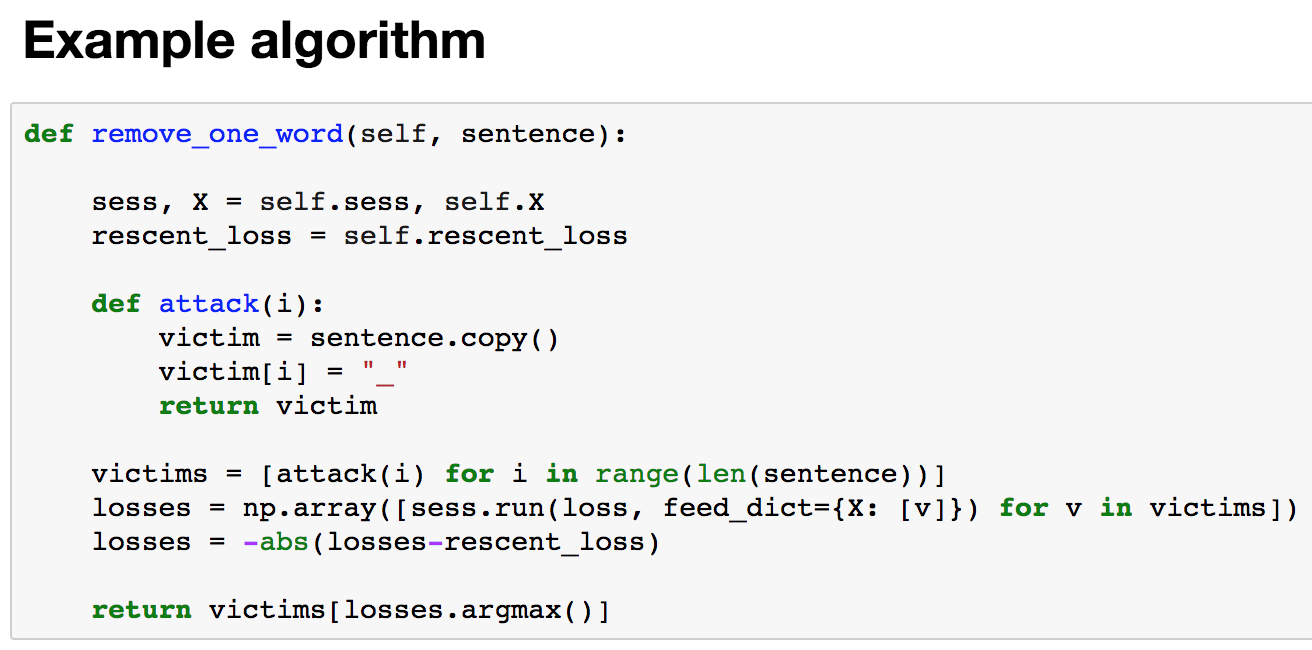 Example algorithm
def remove_one_word(self, sentence):
    sess, X = self.sess, self.X
    rescent_loss = self.rescent_loss
    def attack(i):
        victim = sentence.copy()
        victim[i] = "_"
        return victim
    victims = [attack(i) for i in range(len(sentence))]
    losses = np.array([sess.run(loss, feed_dict={X: [v]}) for v in victims])
    losses = -abs(losses-rescent_loss)
    return victims[losses.argmax()]